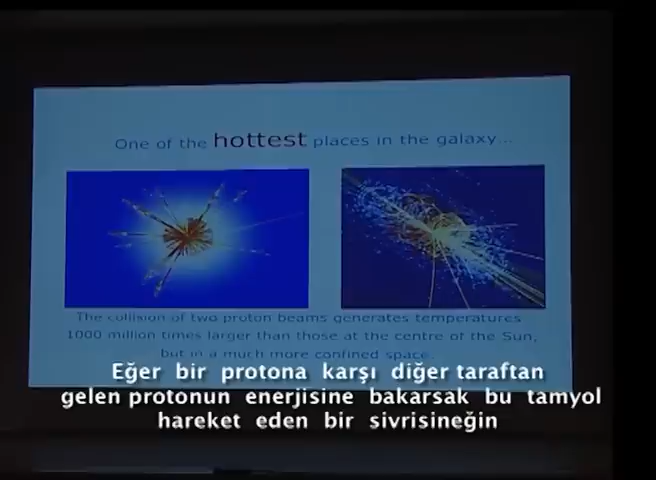 One of the hottest places in the galaxy...
The collision of two proton beams generates temperatures
1000 million times larger than those at the centre of the Sun,
but in a much more confined space.
Eğer bir protona karşı diğer taraftan
gelen protonun enerjisine bakarsak bu tamyol
hareket eden bir sivrisineğin